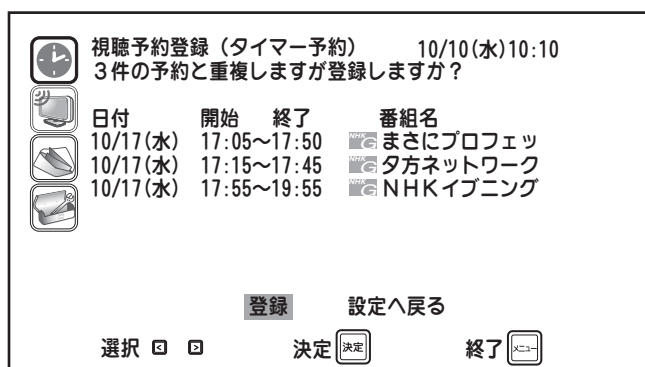 視聴予約登録（タイマー予約） 10/10(水)10:10
３件の予約と重複しますが登録しますか？
日付 開始 終了 番組名
10/17(水) 17:05～17:50 NHK G まさにプロフェッ
10/17(水) 17:15～17:45 NHK G 夕方ネットワーク
10/17(水) 17:55～19:55 NHK G ＮＨＫイブニング
登録 設定へ戻る
選択 決定 決定 終了 メニュー